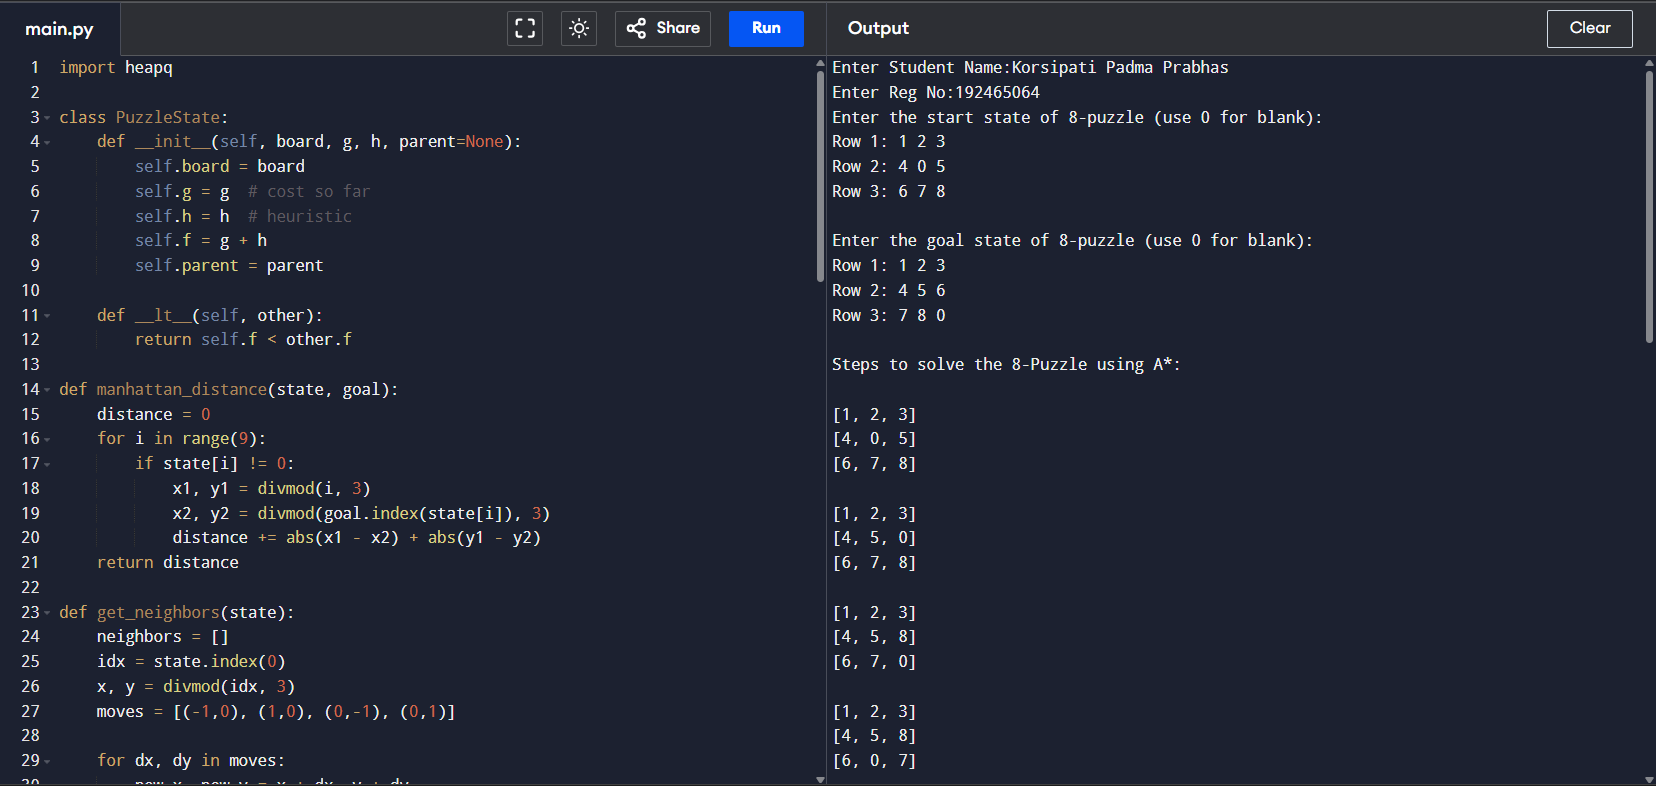 main.py
Share
Run
Output
Clear
1 import heapq
2
3 class PuzzleState:
4     def __init__(self, board, g, h, parent=None):
5         self.board = board
6         self.g = g  # cost so far
7         self.h = h  # heuristic
8         self.f = g + h
9         self.parent = parent
10
11     def __lt__(self, other):
12         return self.f < other.f
13
14 def manhattan_distance(state, goal):
15     distance = 0
16     for i in range(9):
17         if state[i] != 0:
18             x1, y1 = divmod(i, 3)
19             x2, y2 = divmod(goal.index(state[i]), 3)
20             distance += abs(x1 - x2) + abs(y1 - y2)
21     return distance
22
23 def get_neighbors(state):
24     neighbors = []
25     idx = state.index(0)
26     x, y = divmod(idx, 3)
27     moves = [(-1,0), (1,0), (0,-1), (0,1)]
28
29     for dx, dy in moves:
Enter Student Name:Korsipati Padma Prabhas
Enter Reg No:192465064
Enter the start state of 8-puzzle (use 0 for blank):
Row 1: 1 2 3
Row 2: 4 0 5
Row 3: 6 7 8
Enter the goal state of 8-puzzle (use 0 for blank):
Row 1: 1 2 3
Row 2: 4 5 6
Row 3: 7 8 0
Steps to solve the 8-Puzzle using A*:
[1, 2, 3]
[4, 0, 5]
[6, 7, 8]
[1, 2, 3]
[4, 5, 0]
[6, 7, 8]
[1, 2, 3]
[4, 5, 8]
[6, 7, 0]
[1, 2, 3]
[4, 5, 8]
[6, 0, 7]